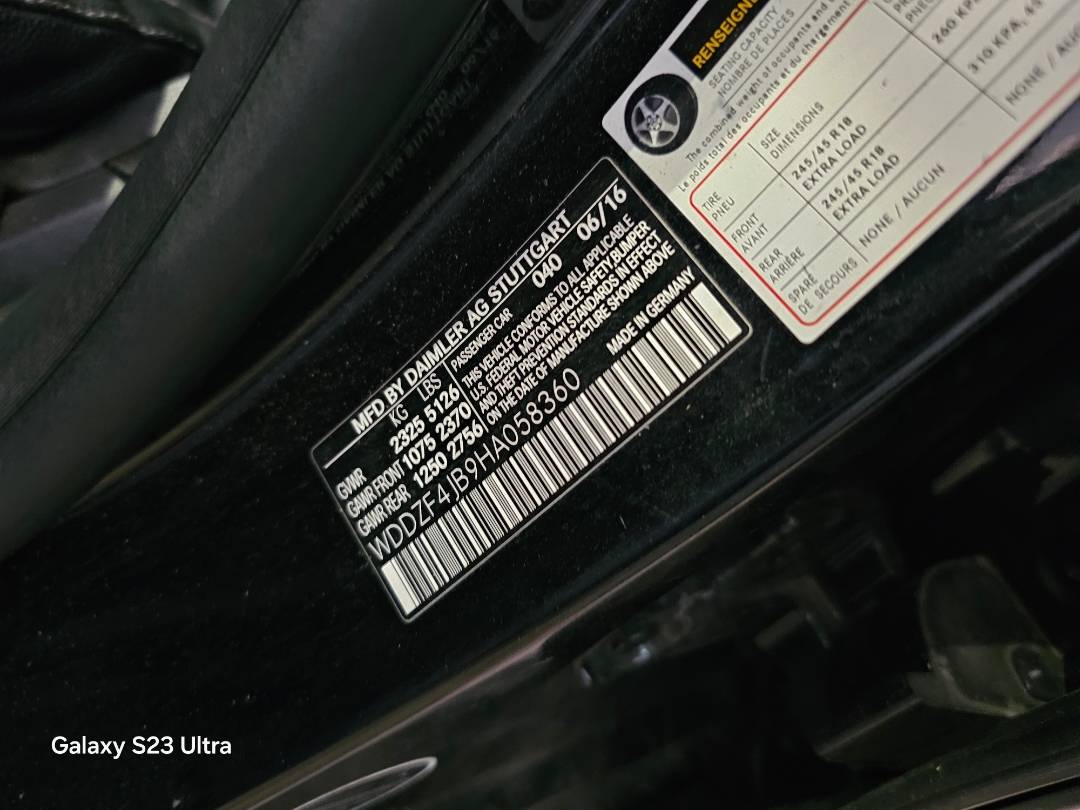 MFD BY DAIMLER AG STUTTGART
KG LBS
PASSENGER CAR 040 06/16
GVWR 2325 5126
GAWR FRONT 1075 2370
GAWR REAR 1250 2756
THIS VEHICLE CONFORMS TO ALL APPLICABLE
U.S. FEDERAL MOTOR VEHICLE SAFETY, BUMPER
AND THEFT PREVENTION STANDARDS IN EFFECT
ON THE DATE OF MANUFACTURE SHOWN ABOVE
MADE IN GERMANY
WDDZF4JB9HA058360
RENSEIGNE
SEATING CAPACITY
NOMBRE DE PLACES
The combined weight of occupants and
Le poids total des occupants et du chargement
TIRE
PNEU
SIZE
DIMENSIONS
FRONT
AVANT
245/45 R18
EXTRA LOAD
260 KPA
REAR
ARRIÈRE
245/45 R18
EXTRA LOAD
310 KPA, 45
SPARE
DE SECOURS
NONE / AUCUN
NONE / AUC
Galaxy S23 Ultra